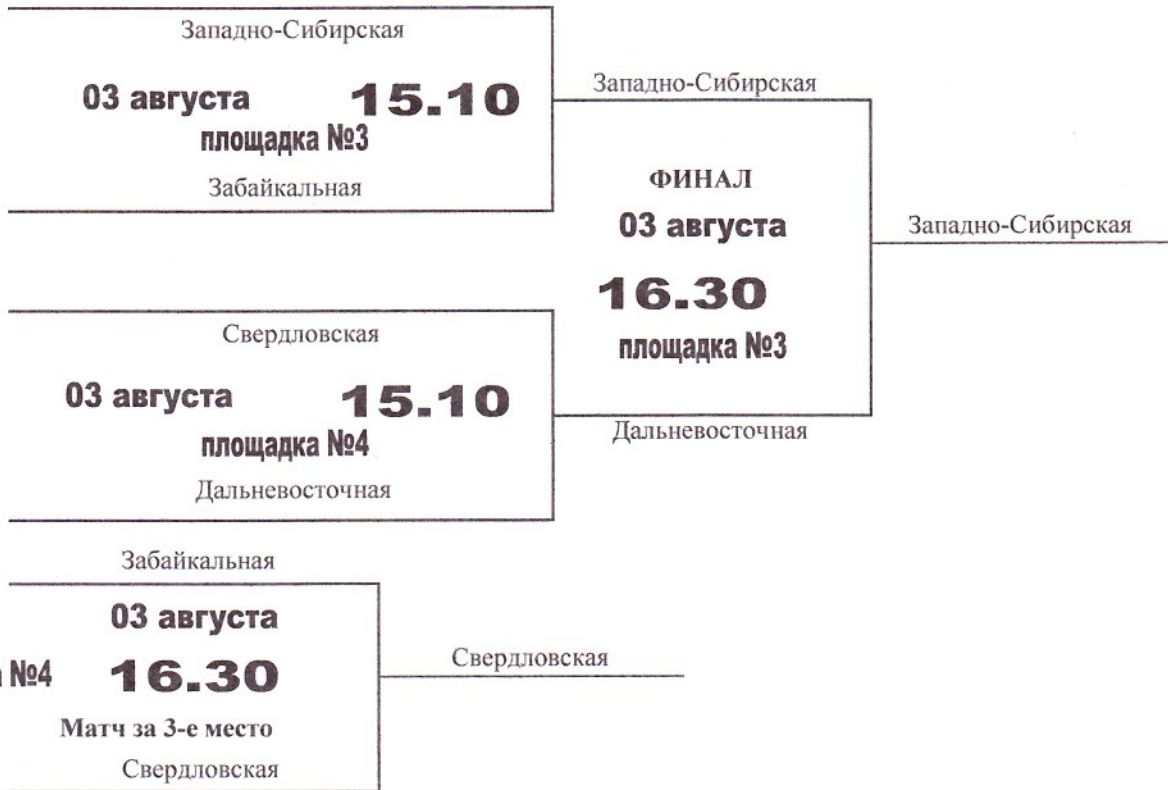 Западно-Сибирская
03 августа 15.10
площадка №3
Забайкальная
Западно-Сибирская
ФИНАЛ
03 августа
16.30
площадка №3
Дальневосточная
Западно-Сибирская
Свердловская
03 августа 15.10
площадка №4
Дальневосточная
Забайкальная
03 августа
№4 16.30
Матч за 3-е место
Свердловская
Свердловская